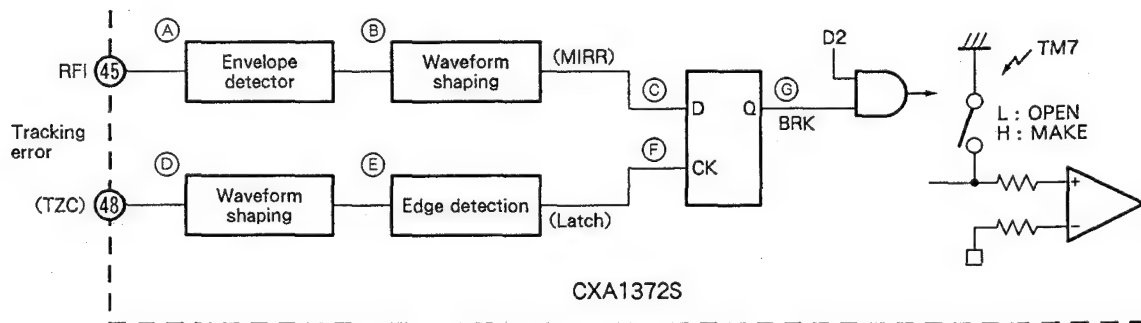 A
B
D2
TM7
RFI
45
Envelope
detector
Waveform
shaping
(MIRR)
C
D
Q
G
BRK
L : OPEN
H : MAKE
Tracking
error
D
E
F
CK
(TZC)
48
Waveform
shaping
Edge detection
(Latch)
+
−
CXA1372S